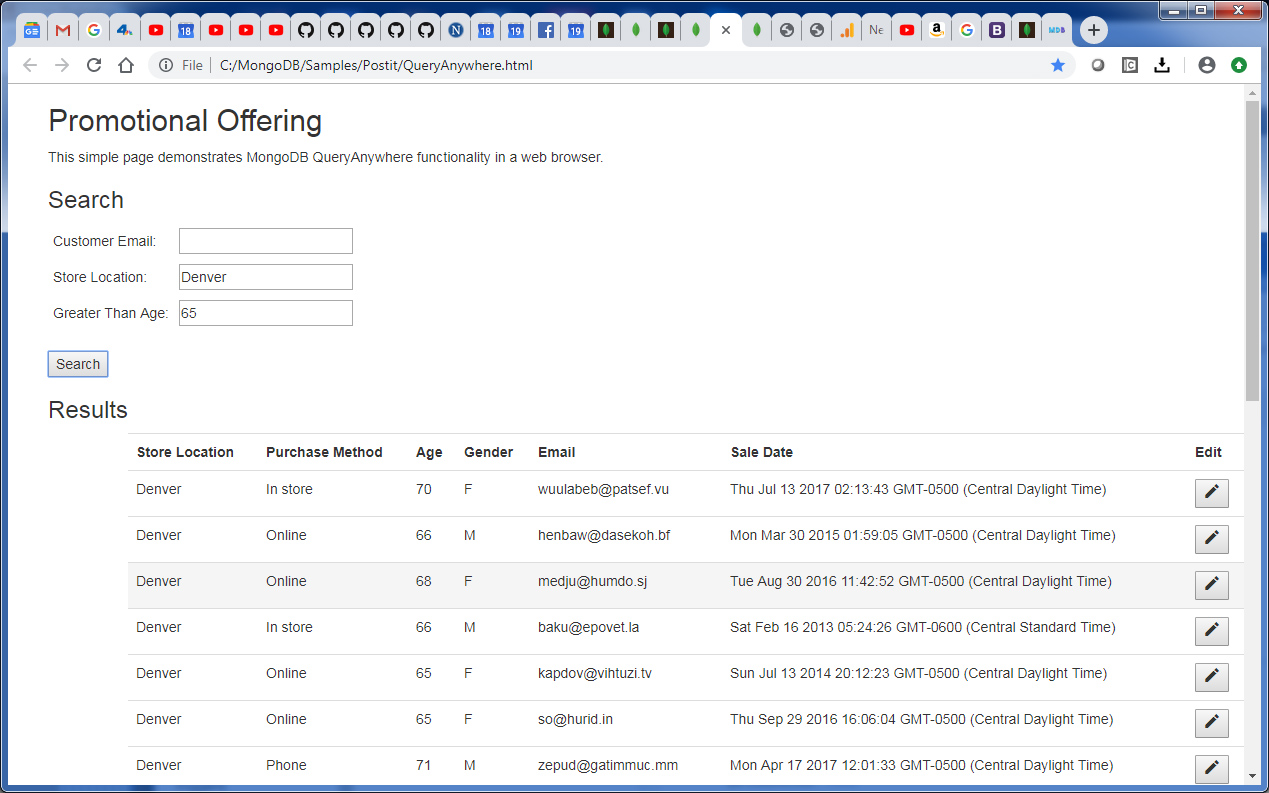 18 18 19 19 Ne MDB
File C:/MongoDB/Samples/Postit/QueryAnywhere.html
Promotional Offering
This simple page demonstrates MongoDB QueryAnywhere functionality in a web browser.
Search
Customer Email:
Store Location: Denver
Greater Than Age: 65
Search
Results
Store Location Purchase Method Age Gender Email Sale Date Edit
Denver In store 70 F wuulabeb@patsef.vu Thu Jul 13 2017 02:13:43 GMT-0500 (Central Daylight Time)
Denver Online 66 M henbaw@dasekoh.bf Mon Mar 30 2015 01:59:05 GMT-0500 (Central Daylight Time)
Denver Online 68 F medju@humdo.sj Tue Aug 30 2016 11:42:52 GMT-0500 (Central Daylight Time)
Denver In store 66 M baku@epovet.la Sat Feb 16 2013 05:24:26 GMT-0600 (Central Standard Time)
Denver Online 65 F kapdov@vihtuzi.tv Sun Jul 13 2014 20:12:23 GMT-0500 (Central Daylight Time)
Denver Online 65 F so@hurid.in Thu Sep 29 2016 16:06:04 GMT-0500 (Central Daylight Time)
Denver Phone 71 M zepud@gatimmuc.mm Mon Apr 17 2017 12:01:33 GMT-0500 (Central Daylight Time)